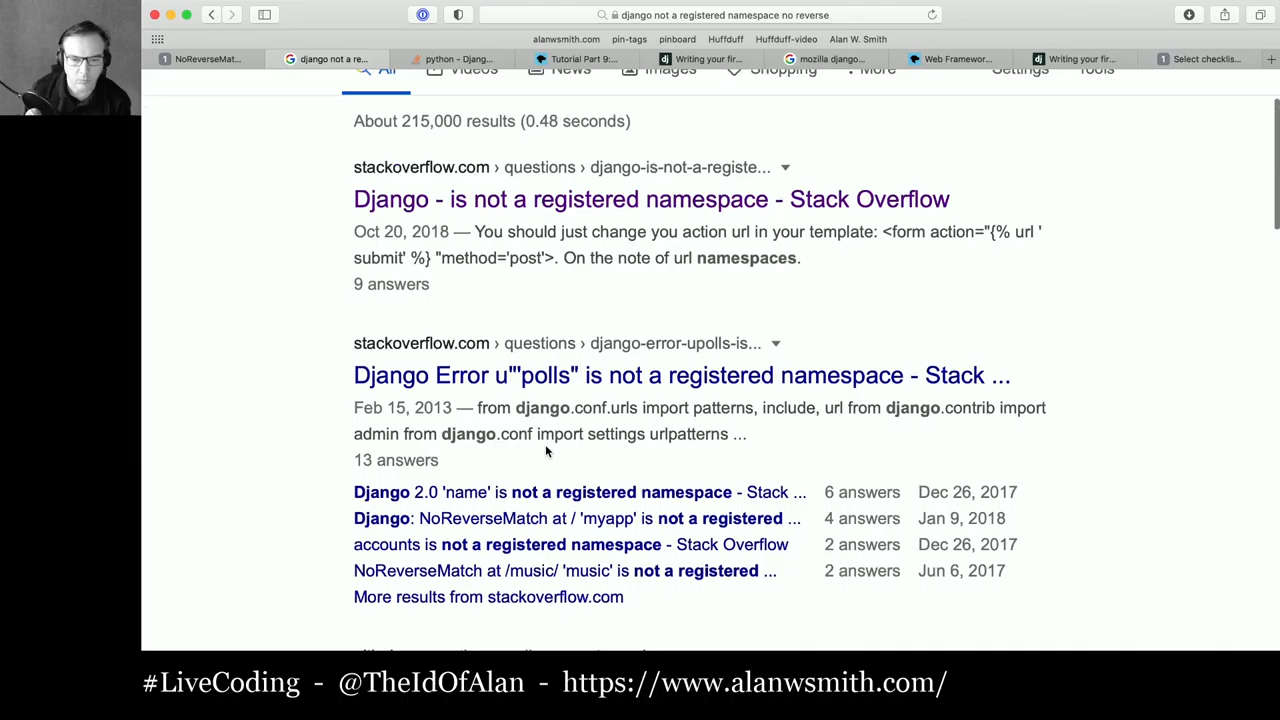 django not a registered namespace no reverse
alanwsmith.com pin-tags pinboard Huffduff Huffduff-video Alan W. Smith
1 NoReverseMat... django not a re... python - Djang... Tutorial Part 9:... dj Writing your fir... mozilla django... Web Framewor... dj Writing your fir... 1 Select checklis...
All Videos News Images Shopping More Settings Tools
About 215,000 results (0.48 seconds)
stackoverflow.com › questions › django-is-not-a-registe...
Django - is not a registered namespace - Stack Overflow
Oct 20, 2018 — You should just change you action url in your template: <form action="{% url '
submit' %} "method='post'>. On the note of url namespaces.
9 answers
stackoverflow.com › questions › django-error-upolls-is...
Django Error u"'polls" is not a registered namespace - Stack ...
Feb 15, 2013 — from django.conf.urls import patterns, include, url from django.contrib import
admin from django.conf import settings urlpatterns ...
13 answers
Django 2.0 'name' is not a registered namespace - Stack ... 6 answers Dec 26, 2017
Django: NoReverseMatch at / 'myapp' is not a registered ... 4 answers Jan 9, 2018
accounts is not a registered namespace - Stack Overflow 2 answers Dec 26, 2017
NoReverseMatch at /music/ 'music' is not a registered ... 2 answers Jun 6, 2017
More results from stackoverflow.com
#LiveCoding - @TheIdOfAlan - https://www.alanwsmith.com/